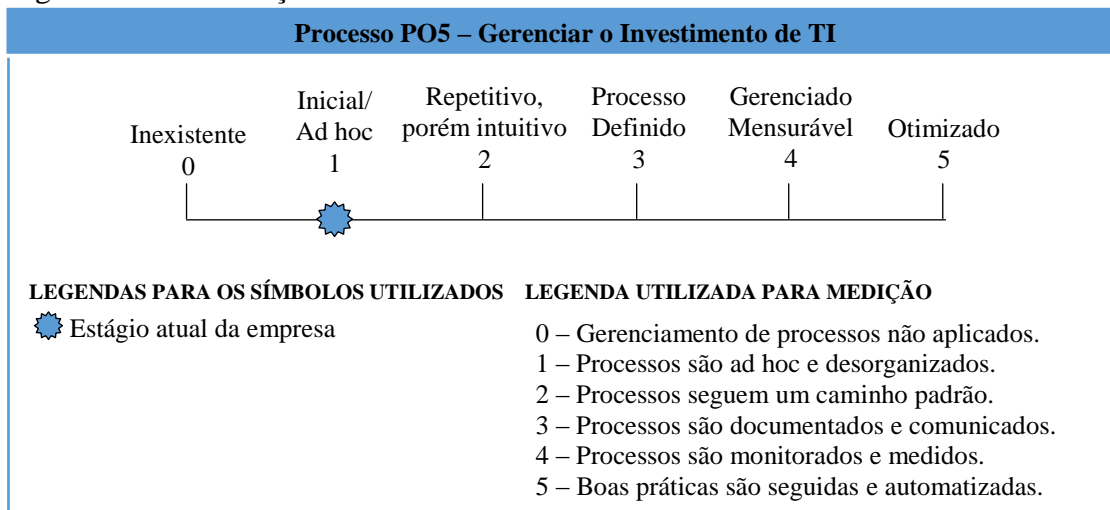 Processo PO5 – Gerenciar o Investimento de TI
Inicial/ Repetitivo, Processo Gerenciado
Inexistente Ad hoc porém intuitivo Definido Mensurável Otimizado
0 1 2 3 4 5
LEGENDAS PARA OS SÍMBOLOS UTILIZADOS
Estágio atual da empresa
LEGENDA UTILIZADA PARA MEDIÇÃO
0 – Gerenciamento de processos não aplicados.
1 – Processos são ad hoc e desorganizados.
2 – Processos seguem um caminho padrão.
3 – Processos são documentados e comunicados.
4 – Processos são monitorados e medidos.
5 – Boas práticas são seguidas e automatizadas.